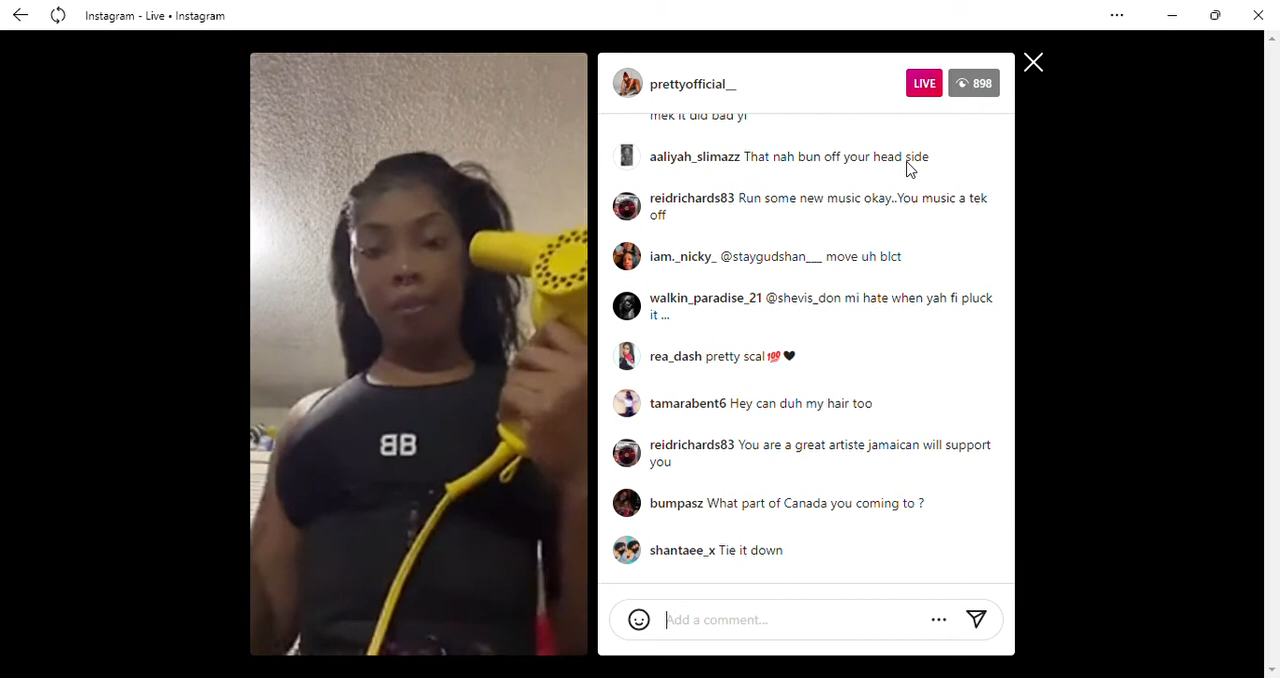 Instagram - Live • Instagram
prettyofficial__
LIVE
898
mek it did bad yi
aaliyah_slimazz That nah bun off your head side
reidrichards83 Run some new music okay..You music a tek
off
iam._nicky_ @staygudshan___ move uh blct
walkin_paradise_21 @shevis_don mi hate when yah fi pluck
it ...
rea_dash pretty scal💯🖤
tamarabent6 Hey can duh my hair too
reidrichards83 You are a great artiste jamaican will support
you
bumpasz What part of Canada you coming to ?
shantaee_x Tie it down
Add a comment...
BB